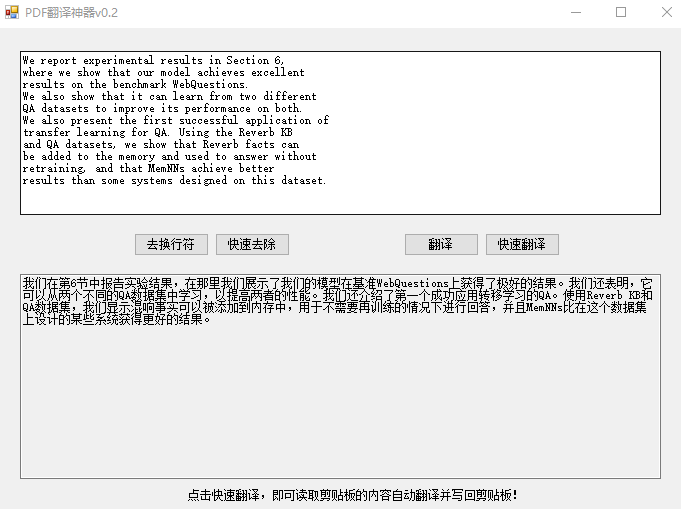 PDF翻译神器v0.2
We report experimental results in Section 6,
where we show that our model achieves excellent
results on the benchmark WebQuestions.
We also show that it can learn from two different
QA datasets to improve its performance on both.
We also present the first successful application of
transfer learning for QA. Using the Reverb KB
and QA datasets, we show that Reverb facts can
be added to the memory and used to answer without
retraining, and that MemNNs achieve better
results than some systems designed on this dataset.
去换行符 快速去除 翻译 快速翻译
我们在第6节中报告实验结果，在那里我们展示了我们的模型在基准WebQuestions上获得了极好的结果。我们还表明，它
可以从两个不同的QA数据集中学习，以提高两者的性能。我们还介绍了第一个成功应用转移学习的QA。使用Reverb KB和
QA数据集，我们显示混响事实可以被添加到内存中，用于不需要再训练的情况下进行回答，并且MemNNs比在这个数据集
上设计的某些系统获得更好的结果。
点击快速翻译，即可读取剪贴板的内容自动翻译并写回剪贴板！